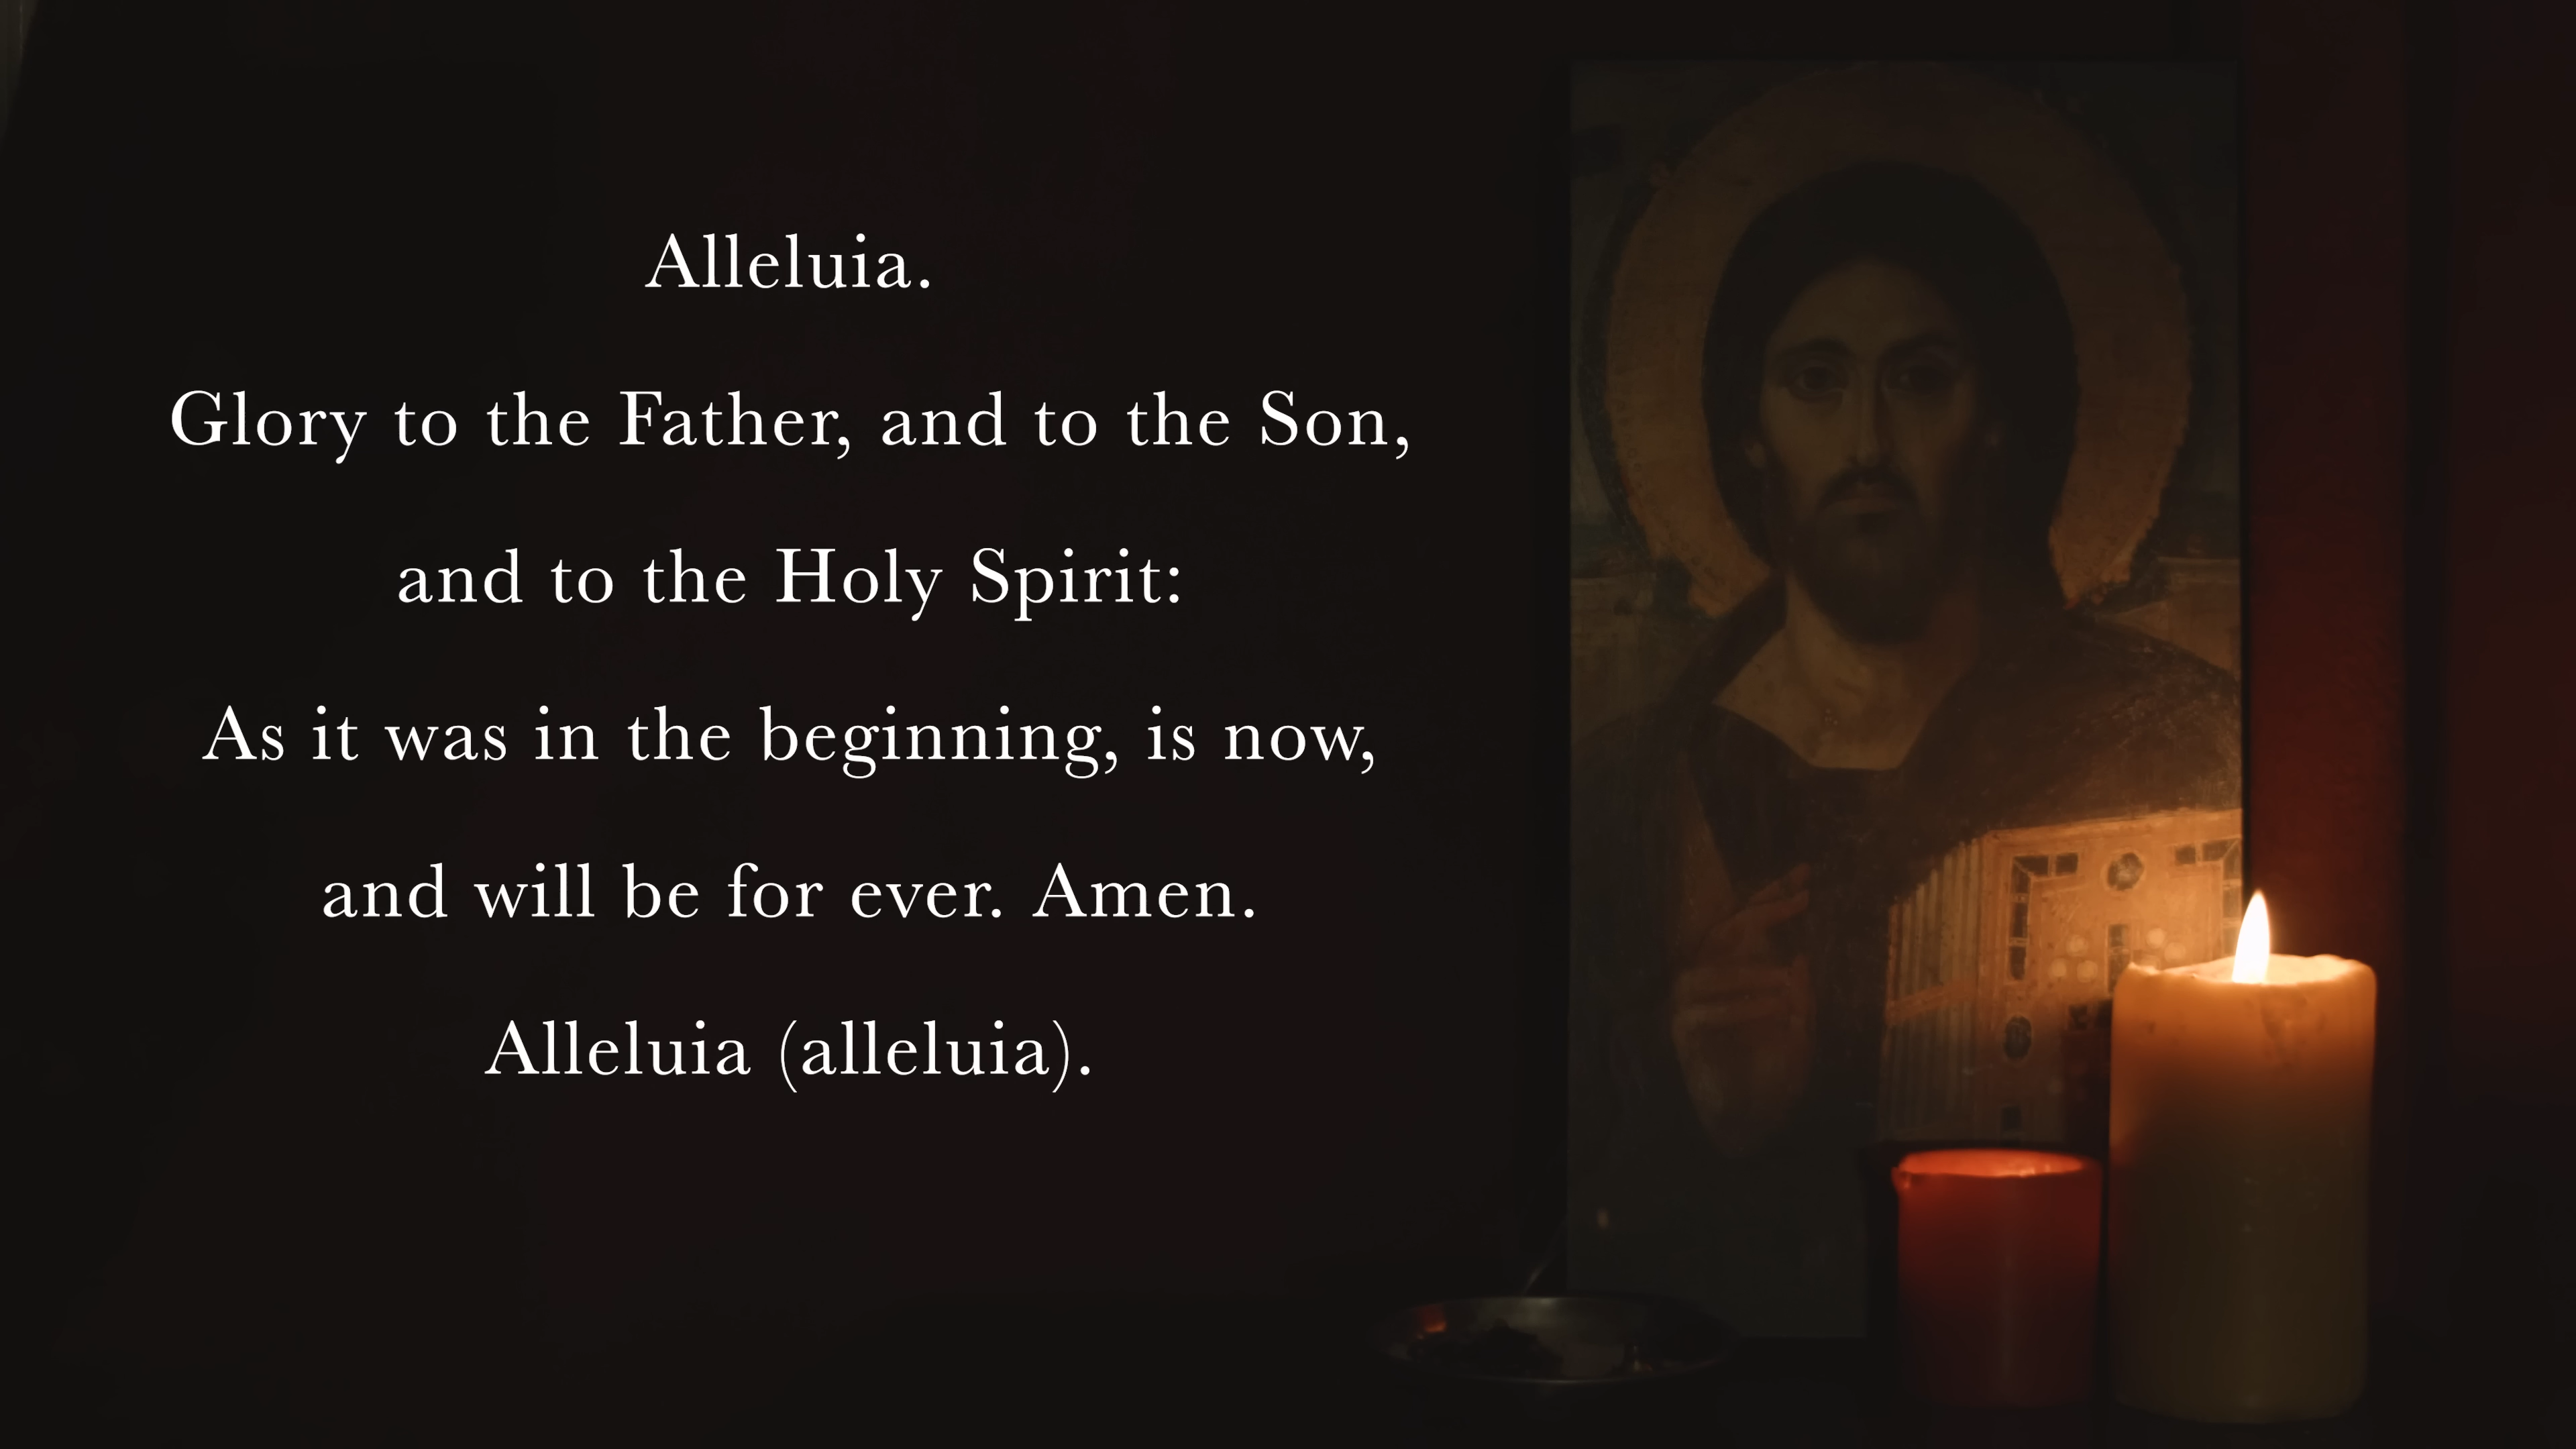 Alleluia.
Glory to the Father, and to the Son,
and to the Holy Spirit:
As it was in the beginning, is now,
and will be for ever. Amen.
Alleluia (alleluia).